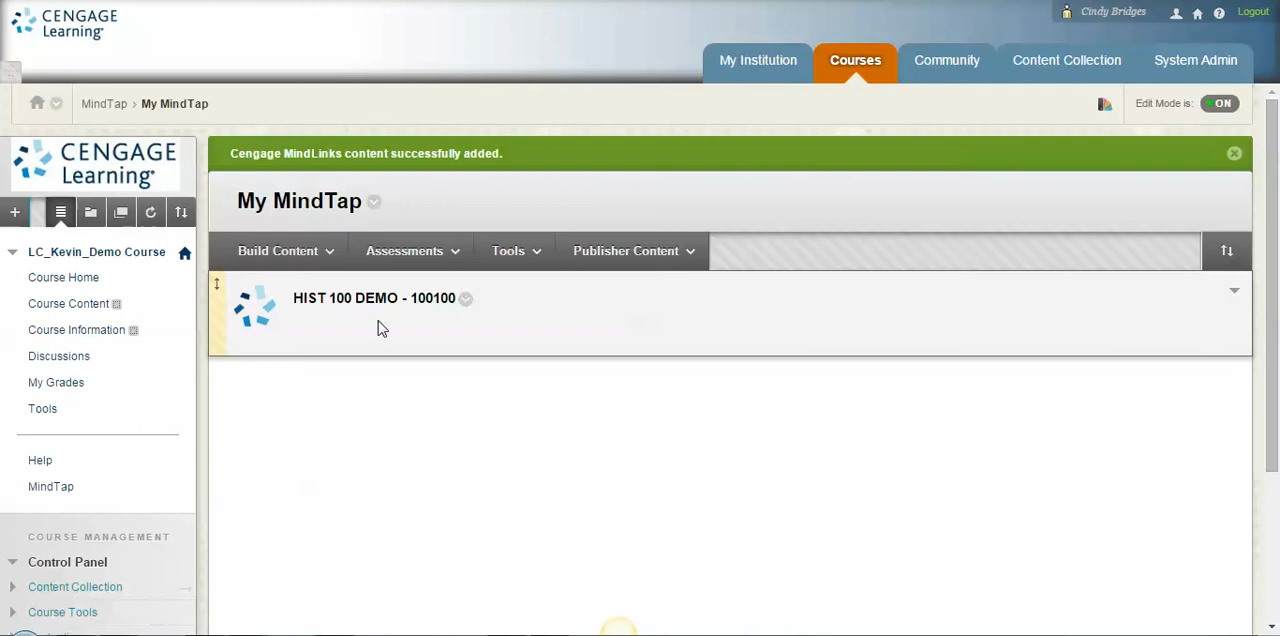 CENGAGE
Learning
Cindy Bridges
Logout
My Institution
Courses
Community
Content Collection
System Admin
MindTap > My MindTap
Edit Mode is: ON
CENGAGE
Learning
Cengage MindLinks content successfully added.
My MindTap
Build Content
Assessments
Tools
Publisher Content
LC_Kevin_Demo Course
HIST 100 DEMO - 100100
Course Home
Course Content
Course Information
Discussions
My Grades
Tools
Help
MindTap
COURSE MANAGEMENT
Control Panel
Content Collection
Course Tools